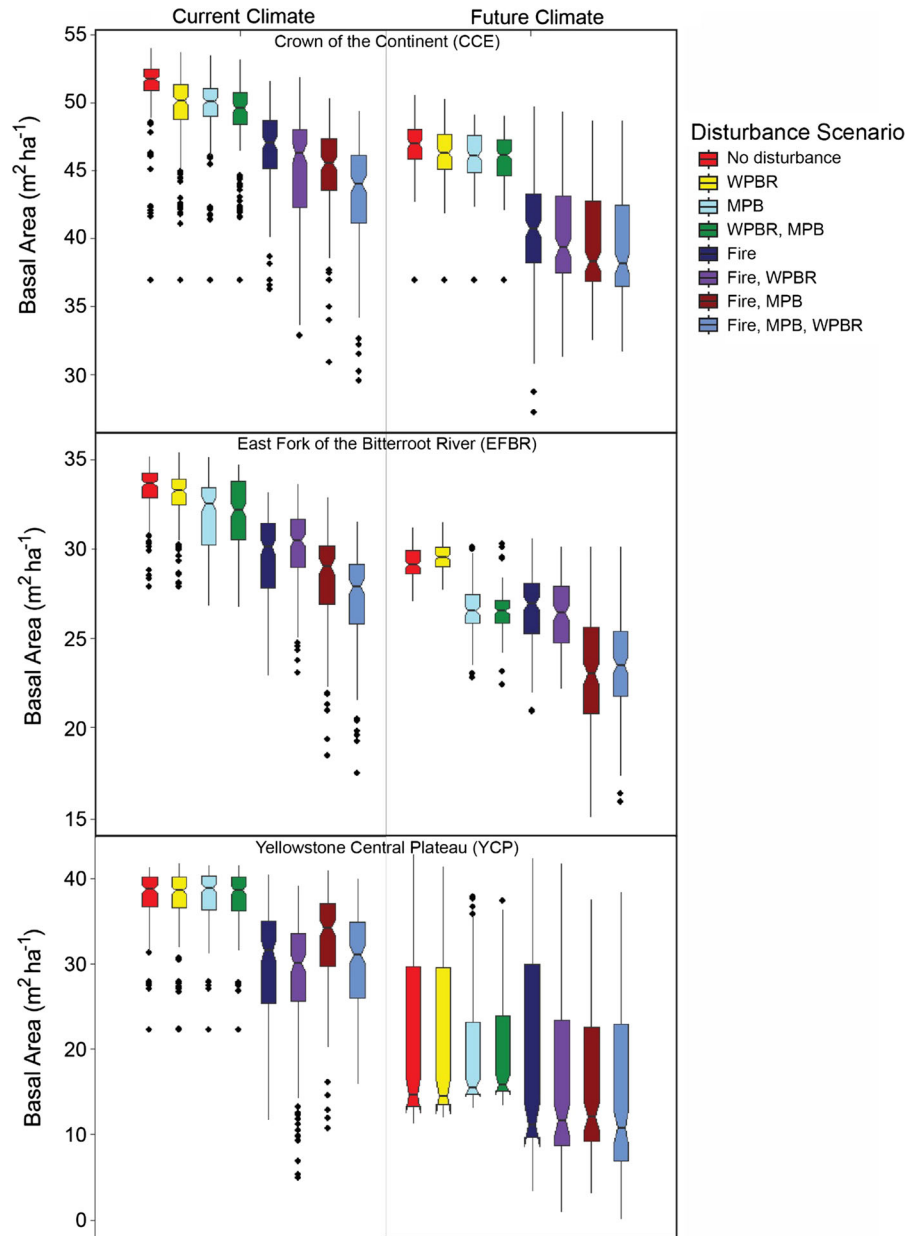 Current Climate Future Climate
Crown of the Continent (CCE)
55
50
45
40
35
30
Basal Area (m² ha⁻¹)
East Fork of the Bitterroot River (EFBR)
35
30
25
20
15
Basal Area (m² ha⁻¹)
Yellowstone Central Plateau (YCP)
40
30
20
10
0
Basal Area (m² ha⁻¹)
Disturbance Scenario
No disturbance
WPBR
MPB
WPBR, MPB
Fire
Fire, WPBR
Fire, MPB
Fire, MPB, WPBR